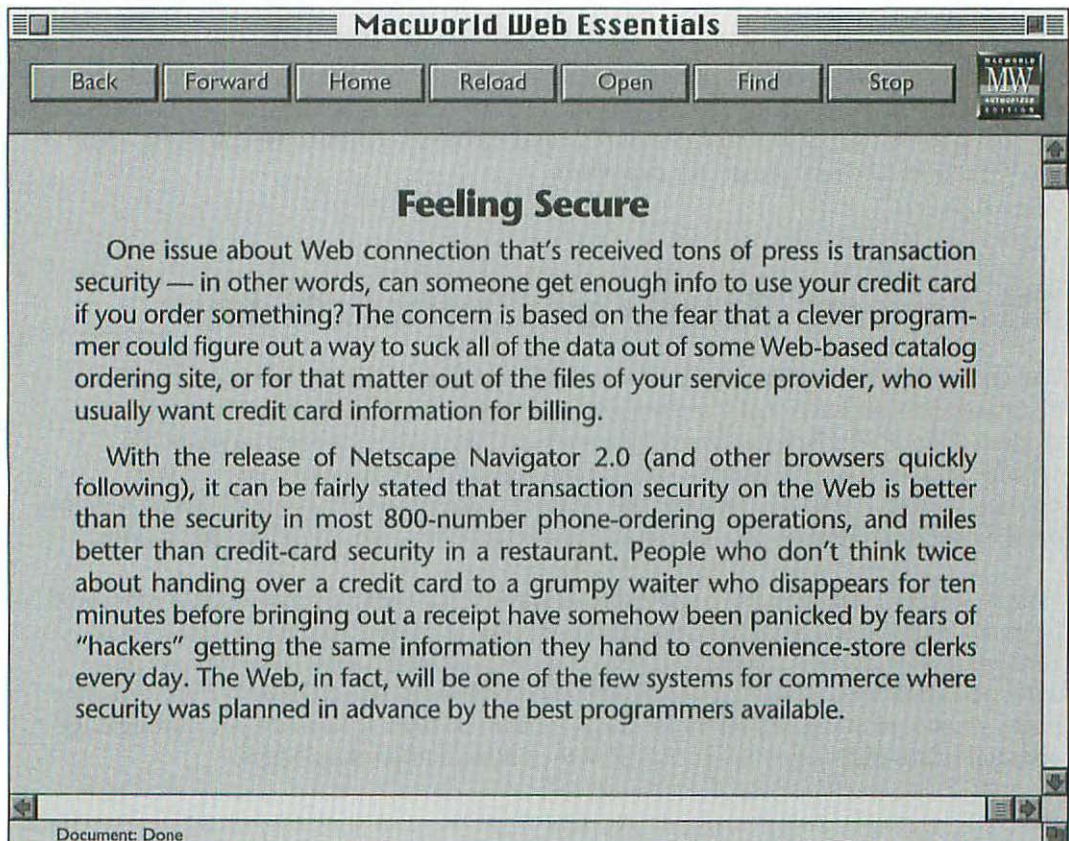 Macworld Web Essentials
Back Forward Home Reload Open Find Stop
MACWORLD
MW
AUTHORIZED
EDITION
Feeling Secure
One issue about Web connection that's received tons of press is transaction
security — in other words, can someone get enough info to use your credit card
if you order something? The concern is based on the fear that a clever program-
mer could figure out a way to suck all of the data out of some Web-based catalog
ordering site, or for that matter out of the files of your service provider, who will
usually want credit card information for billing.
With the release of Netscape Navigator 2.0 (and other browsers quickly
following), it can be fairly stated that transaction security on the Web is better
than the security in most 800-number phone-ordering operations, and miles
better than credit-card security in a restaurant. People who don't think twice
about handing over a credit card to a grumpy waiter who disappears for ten
minutes before bringing out a receipt have somehow been panicked by fears of
"hackers" getting the same information they hand to convenience-store clerks
every day. The Web, in fact, will be one of the few systems for commerce where
security was planned in advance by the best programmers available.
Document: Done